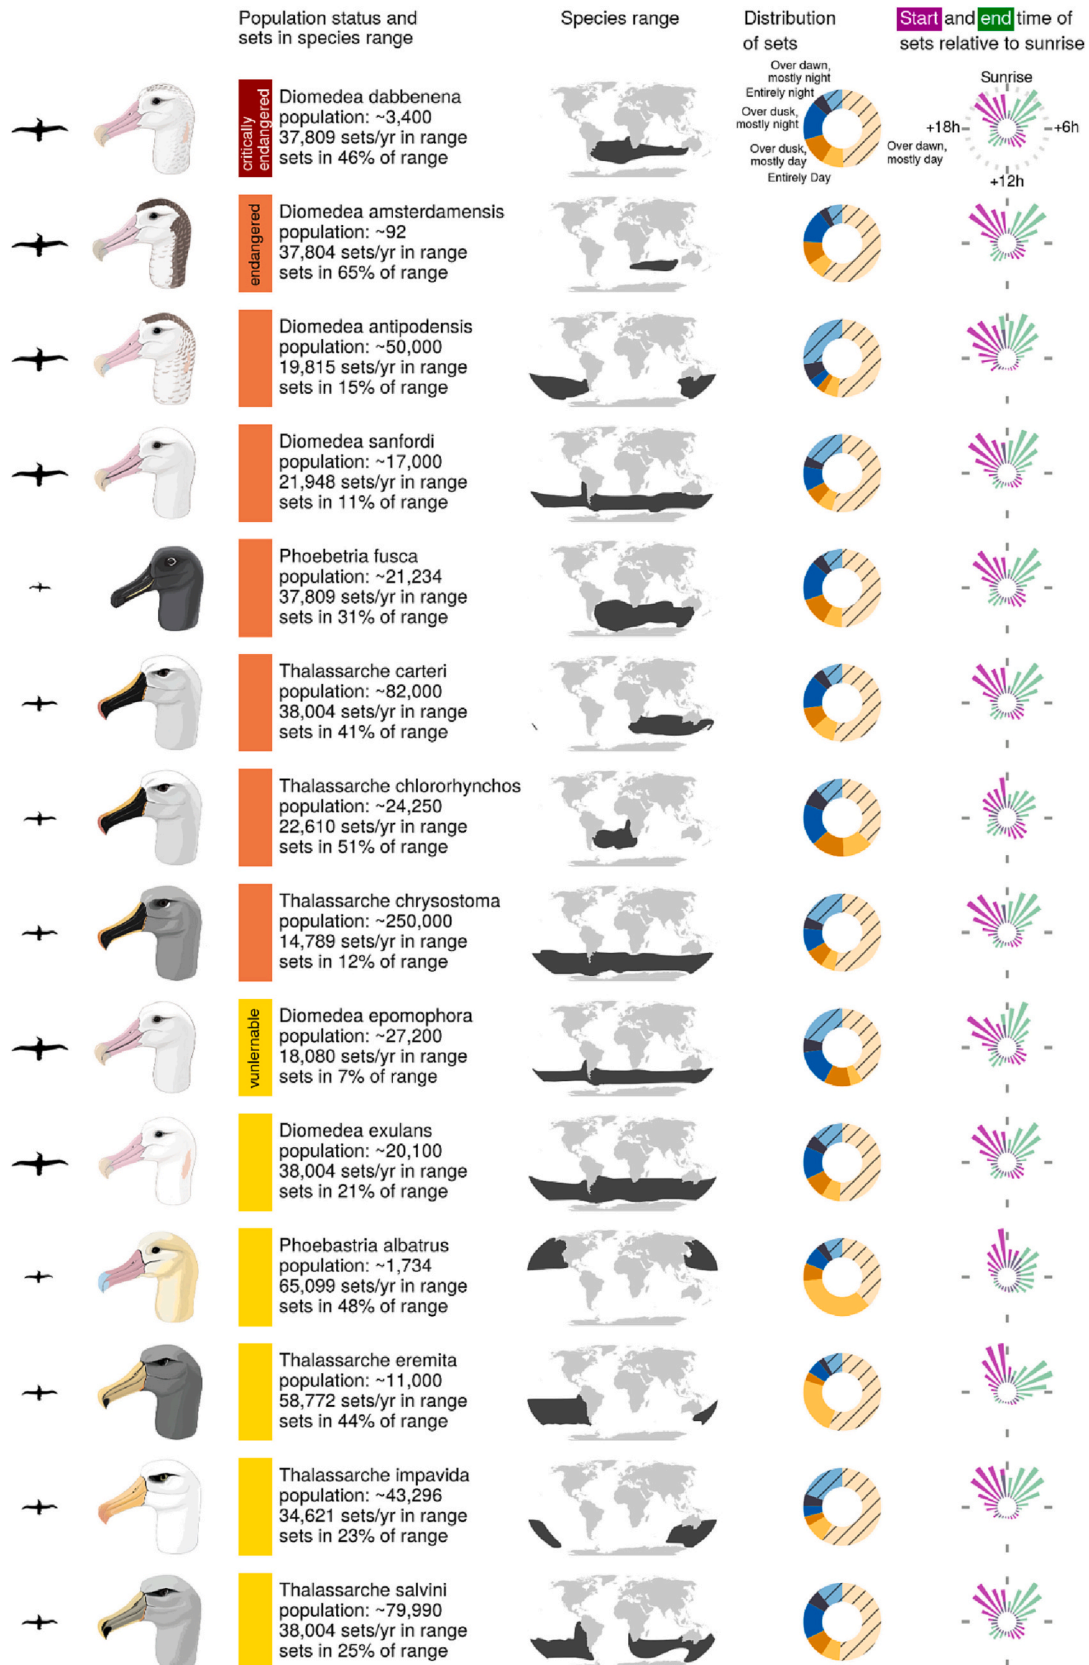 Population status and
sets in species range
Species range
Distribution
of sets
Start and end time of
sets relative to sunrise
critically
endangered
Diomedea dabbenena
population: ~3,400
37,809 sets/yr in range
sets in 46% of range
Over dawn,
mostly night
Entirely night
Over dusk,
mostly night
Over dusk,
mostly day
Entirely Day
Over dawn,
mostly day
Sunrise
+18h
+6h
+12h
endangered
Diomedea amsterdamensis
population: ~92
37,804 sets/yr in range
sets in 65% of range
Diomedea antipodensis
population: ~50,000
19,815 sets/yr in range
sets in 15% of range
Diomedea sanfordi
population: ~17,000
21,948 sets/yr in range
sets in 11% of range
Phoebetria fusca
population: ~21,234
37,809 sets/yr in range
sets in 31% of range
Thalassarche carteri
population: ~82,000
38,004 sets/yr in range
sets in 41% of range
Thalassarche chlororhynchos
population: ~24,250
22,610 sets/yr in range
sets in 51% of range
Thalassarche chrysostoma
population: ~250,000
14,789 sets/yr in range
sets in 12% of range
vunlernable
Diomedea epomophora
population: ~27,200
18,080 sets/yr in range
sets in 7% of range
Diomedea exulans
population: ~20,100
38,004 sets/yr in range
sets in 21% of range
Phoebastria albatrus
population: ~1,734
65,099 sets/yr in range
sets in 48% of range
Thalassarche eremita
population: ~11,000
58,772 sets/yr in range
sets in 44% of range
Thalassarche impavida
population: ~43,296
34,621 sets/yr in range
sets in 23% of range
Thalassarche salvini
population: ~79,990
38,004 sets/yr in range
sets in 25% of range